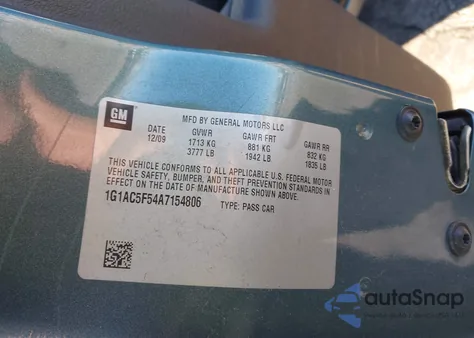 GM
MFD BY GENERAL MOTORS LLC
DATE GVWR GAWR FRT GAWR RR
12/09 1713 KG 881 KG 832 KG
3777 LB 1942 LB 1835 LB
THIS VEHICLE CONFORMS TO ALL APPLICABLE U.S. FEDERAL MOTOR
VEHICLE SAFETY, BUMPER, AND THEFT PREVENTION STANDARDS IN
EFFECT ON THE DATE OF MANUFACTURE SHOWN ABOVE.
1G1AC5F54A7154806 TYPE: PASS CAR
autoSnap